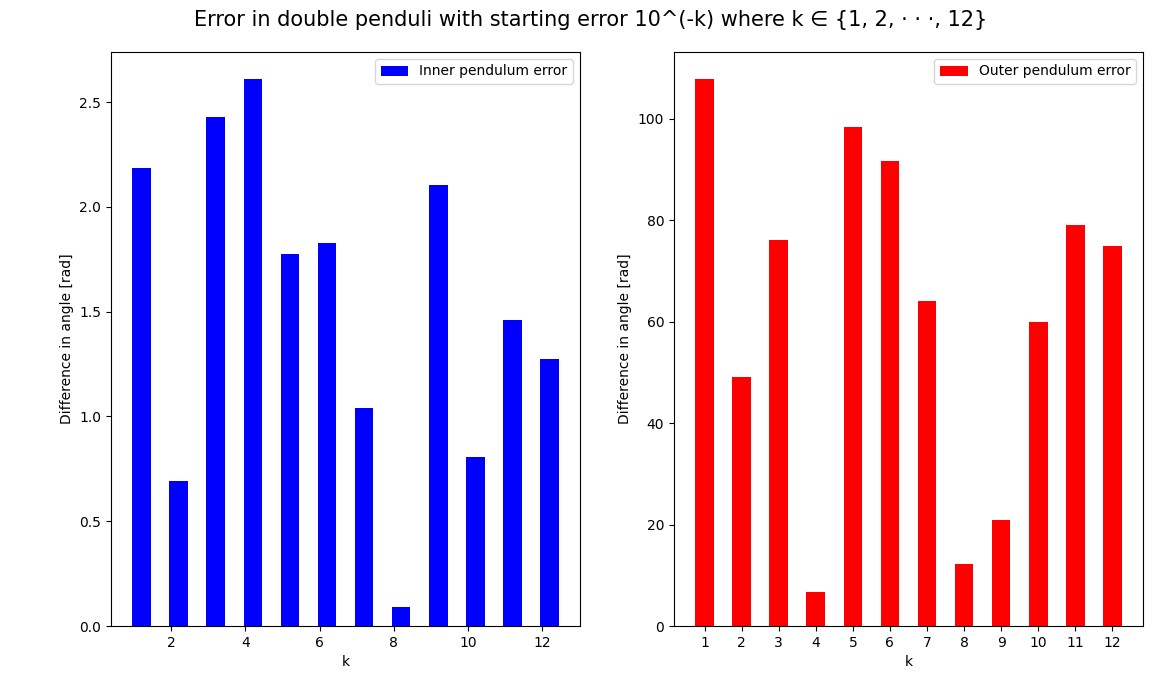 Error in double penduli with starting error 10^(-k) where k ∈ {1, 2, · · ·, 12}
Inner pendulum error
Difference in angle [rad]
2.5
2.0
1.5
1.0
0.5
0.0
2 4 6 8 10 12
k
Outer pendulum error
Difference in angle [rad]
100
80
60
40
20
0
1 2 3 4 5 6 7 8 9 10 11 12
k